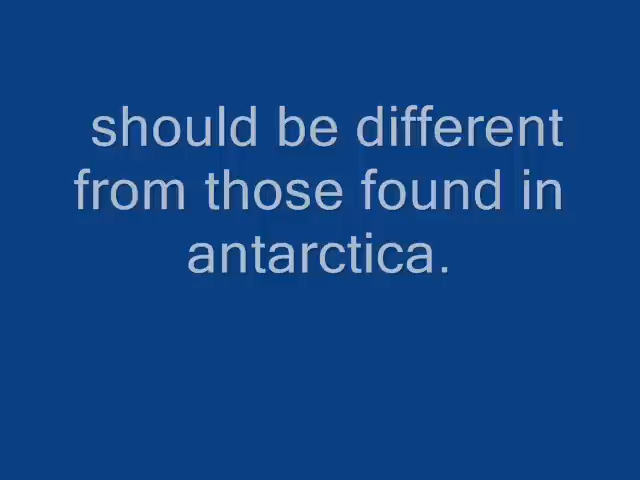 should be different
from those found in
antarctica.